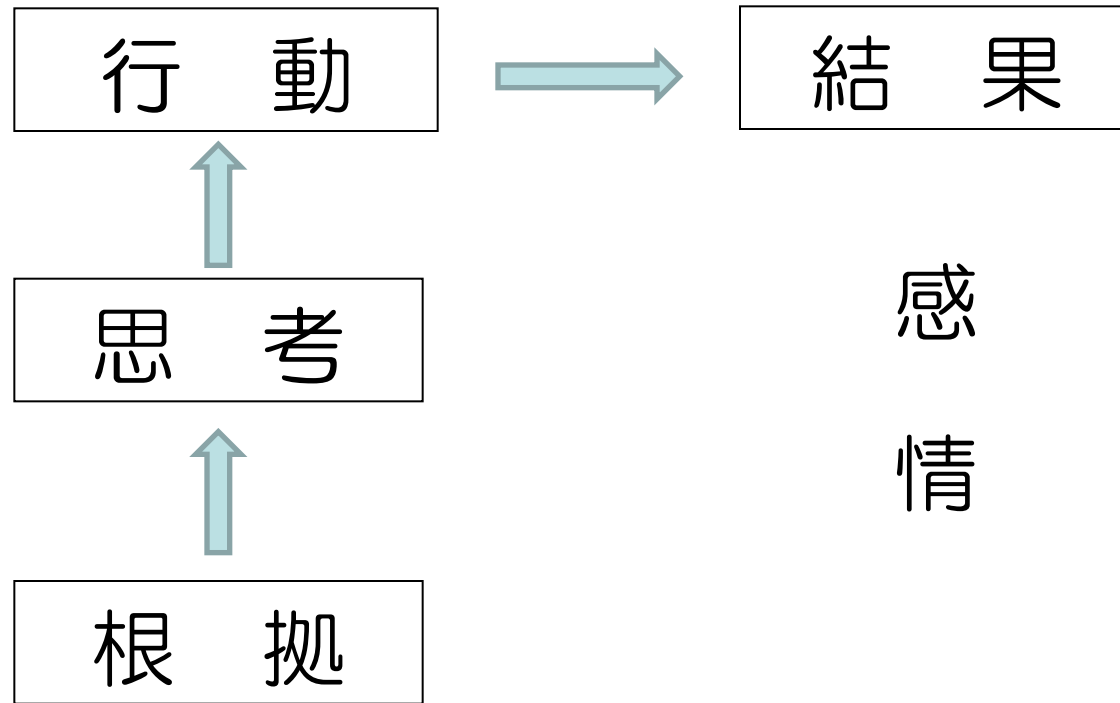 行　動
結　果
思　考
感
情
根　拠